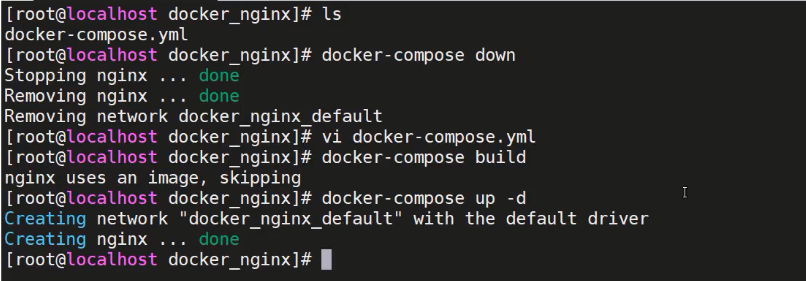 [root@localhost docker_nginx]# ls
docker-compose.yml
[root@localhost docker_nginx]# docker-compose down
Stopping nginx ... done
Removing nginx ... done
Removing network docker_nginx_default
[root@localhost docker_nginx]# vi docker-compose.yml
[root@localhost docker_nginx]# docker-compose build
nginx uses an image, skipping
[root@localhost docker_nginx]# docker-compose up -d
Creating network "docker_nginx_default" with the default driver
Creating nginx ... done
[root@localhost docker_nginx]#